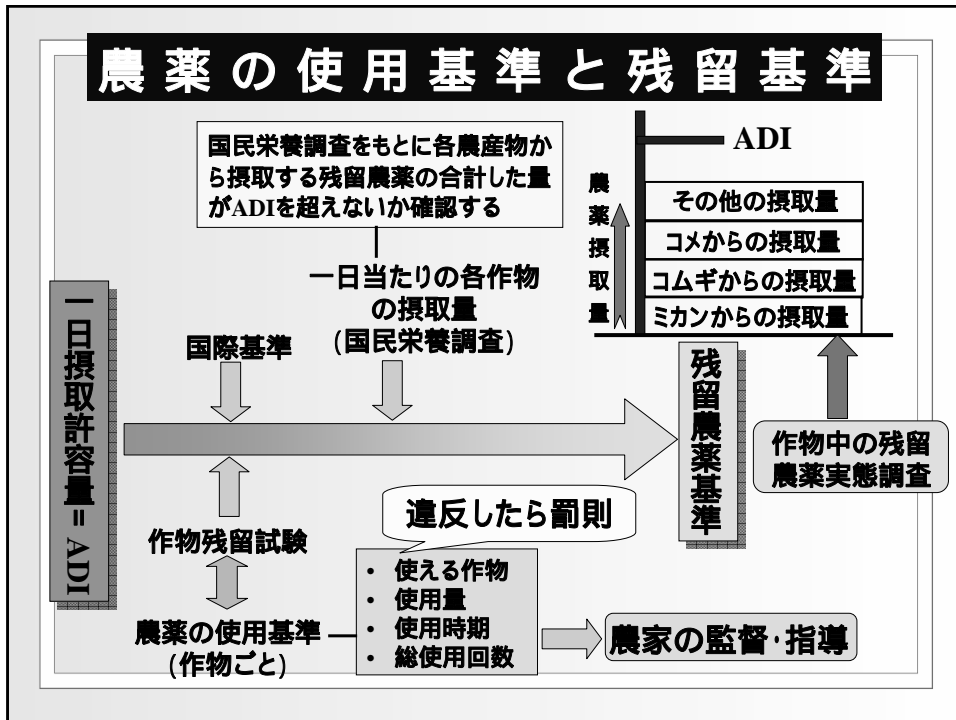 農薬の使用基準と残留基準
国民栄養調査をもとに各農産物か
ら摂取する残留農薬の合計した量
がADIを超えないか確認する
ADI
農薬摂取量
その他の摂取量
コメからの摂取量
コムギからの摂取量
ミカンからの摂取量
一日当たりの各作物
の摂取量
(国民栄養調査)
国際基準
一日摂取許容量=ADI
残留農薬基準
作物中の残留
農薬実態調査
違反したら罰則
作物残留試験
• 使える作物
• 使用量
• 使用時期
• 総使用回数
農薬の使用基準
(作物ごと)
農家の監督・指導